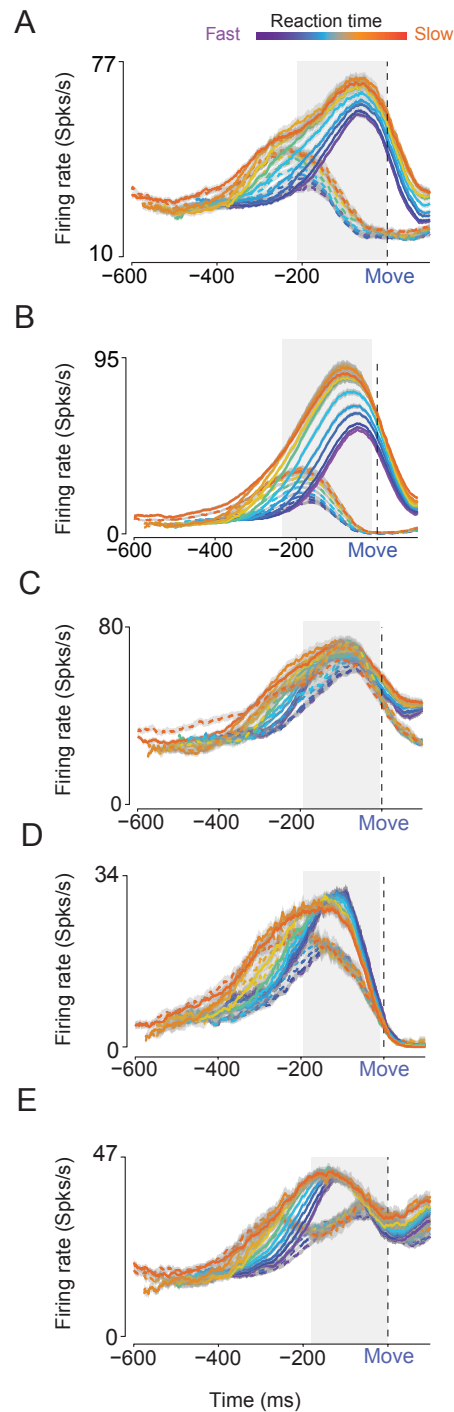 A
Reaction time
Fast
Slow
77
Firing rate (Spks/s)
10
−600
−400
−200
Move
B
95
Firing rate (Spks/s)
0
−600
−400
−200
Move
C
80
Firing rate (Spks/s)
0
−600
−400
−200
Move
D
34
Firing rate (Spks/s)
0
−600
−400
−200
Move
E
47
Firing rate (Spks/s)
0
−600
−400
−200
Move
Time (ms)